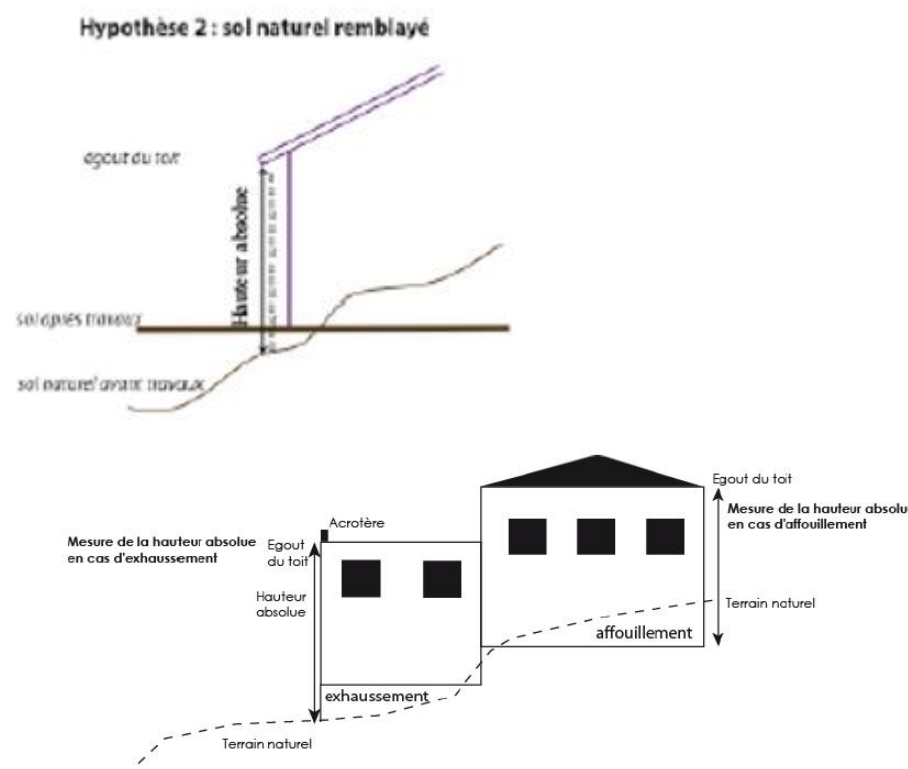 Hypothèse 2 : sol naturel remblayé
egout du toit
Hauteur absolue
sol après travaux
sol naturel avant travaux
Egout du toit
Mesure de la hauteur absolu
en cas d'affouillement
Acrotère
Mesure de la hauteur absolue
en cas d'exhaussement
Egout
du toit
Hauteur
absolue
Terrain naturel
affouillement
exhaussement
Terrain naturel